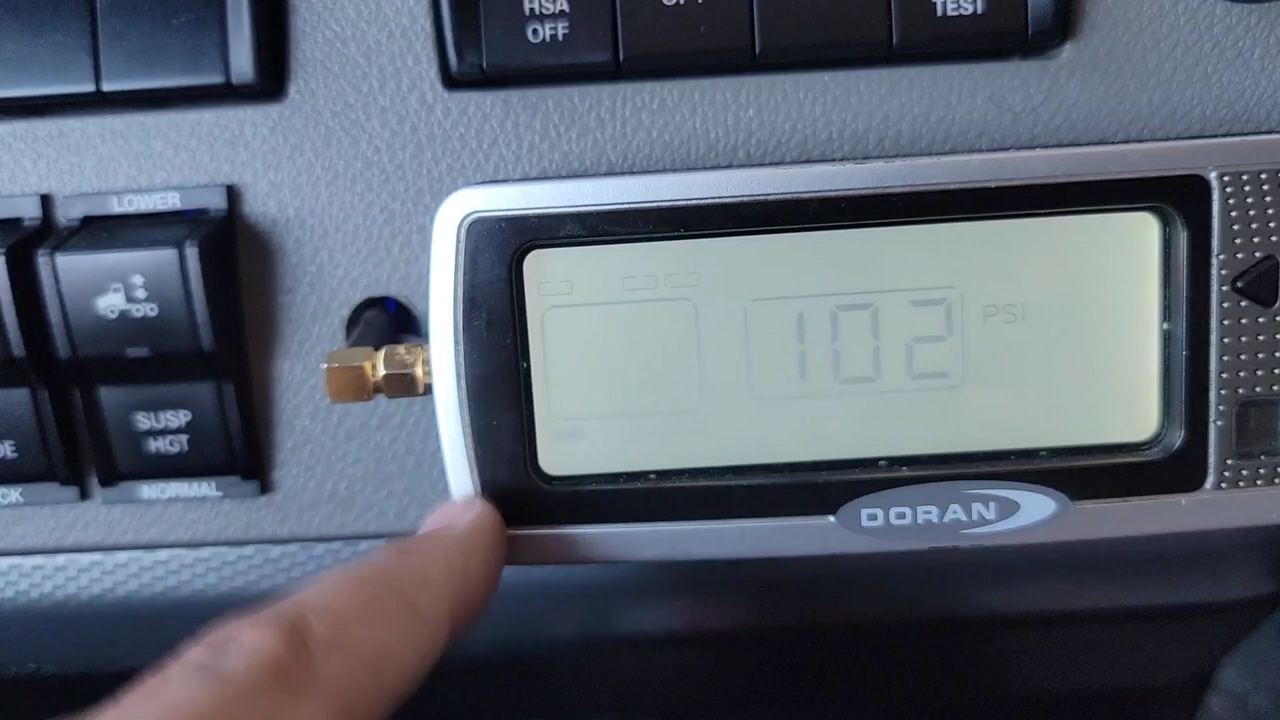 HSA
OFF
TEST
LOWER
102 PSI
SUSP
HGT
NORMAL
DORAN